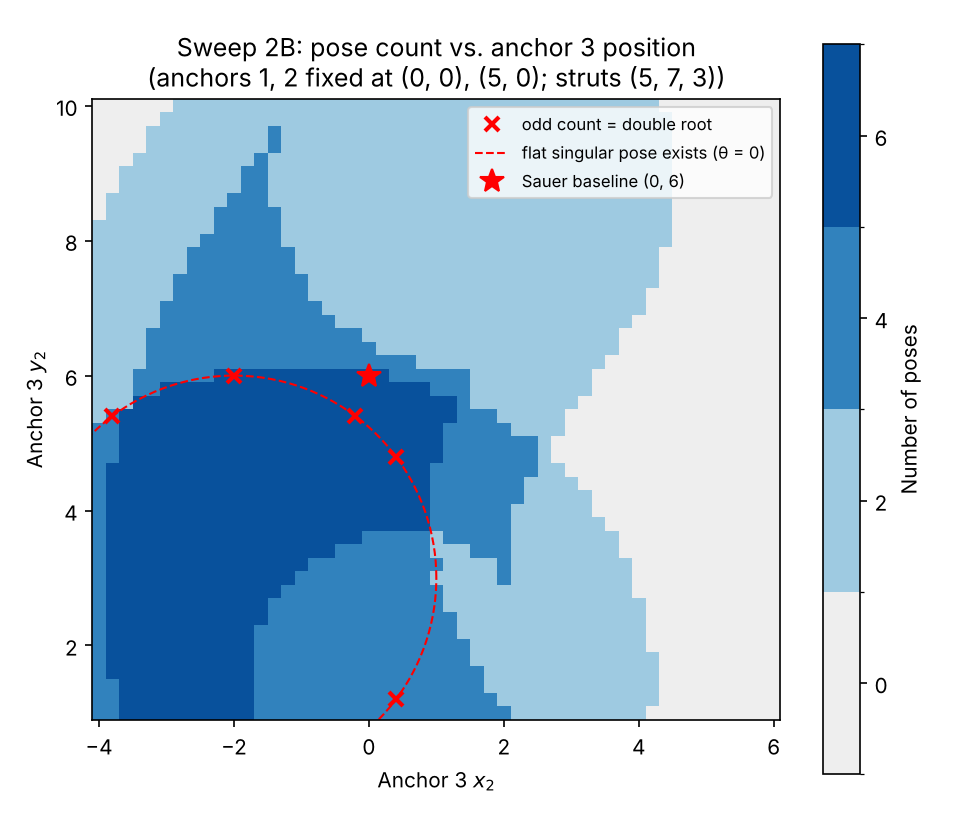 Sweep 2B: pose count vs. anchor 3 position
(anchors 1, 2 fixed at (0, 0), (5, 0); struts (5, 7, 3))
odd count = double root
flat singular pose exists (θ = 0)
Sauer baseline (0, 6)
10
8
6
4
2
Anchor 3 y₂
−4
−2
0
2
4
6
Anchor 3 x₂
6
4
2
0
Number of poses